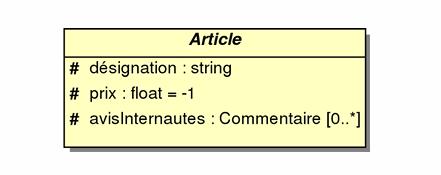 Article
# désignation : string
# prix : float = -1
# avisInternautes : Commentaire [0..*]